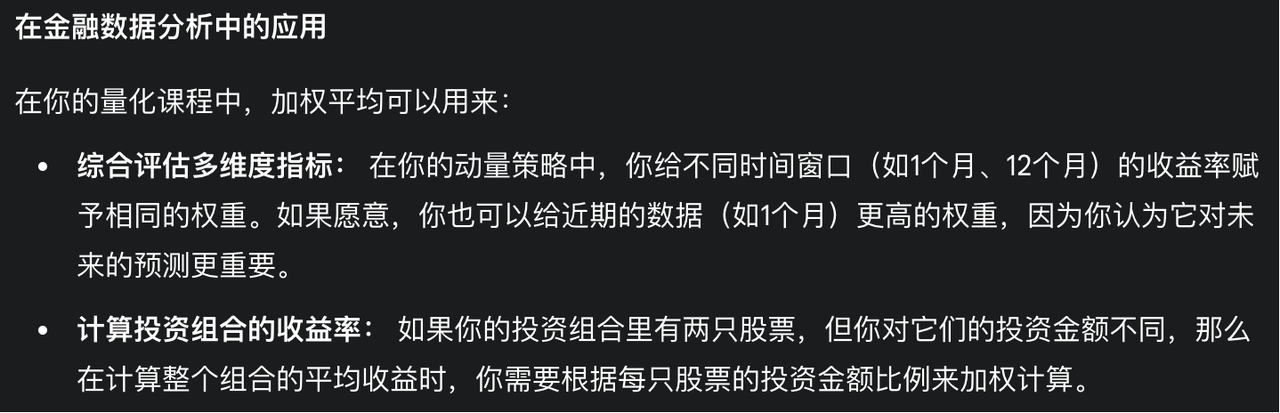 在金融数据分析中的应用
在你的量化课程中，加权平均可以用来：
• 综合评估多维度指标： 在你的动量策略中，你给不同时间窗口（如1个月、12个月）的收益率赋
予相同的权重。如果愿意，你也可以给近期的数据（如1个月）更高的权重，因为你认为它对未
来的预测更重要。
• 计算投资组合的收益率： 如果你的投资组合里有两只股票，但你对它们的投资金额不同，那么
在计算整个组合的平均收益时，你需要根据每只股票的投资金额比例来加权计算。